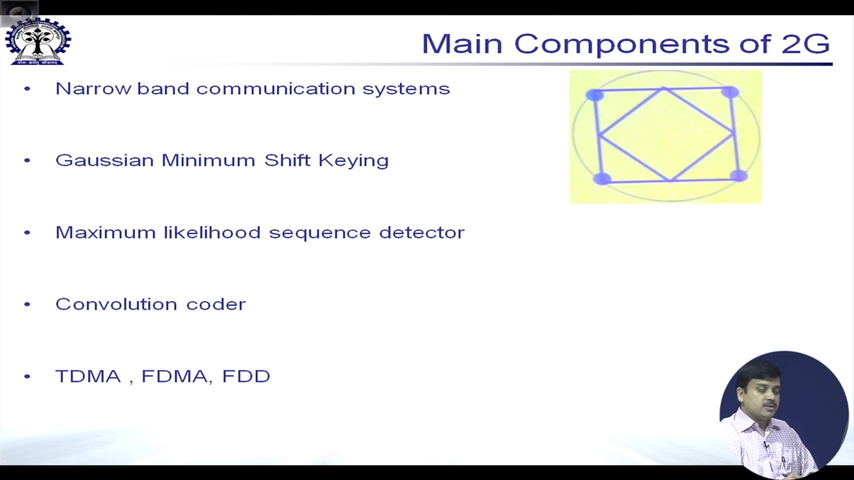 Main Components of 2G
• Narrow band communication systems
• Gaussian Minimum Shift Keying
• Maximum likelihood sequence detector
• Convolution coder
• TDMA , FDMA, FDD